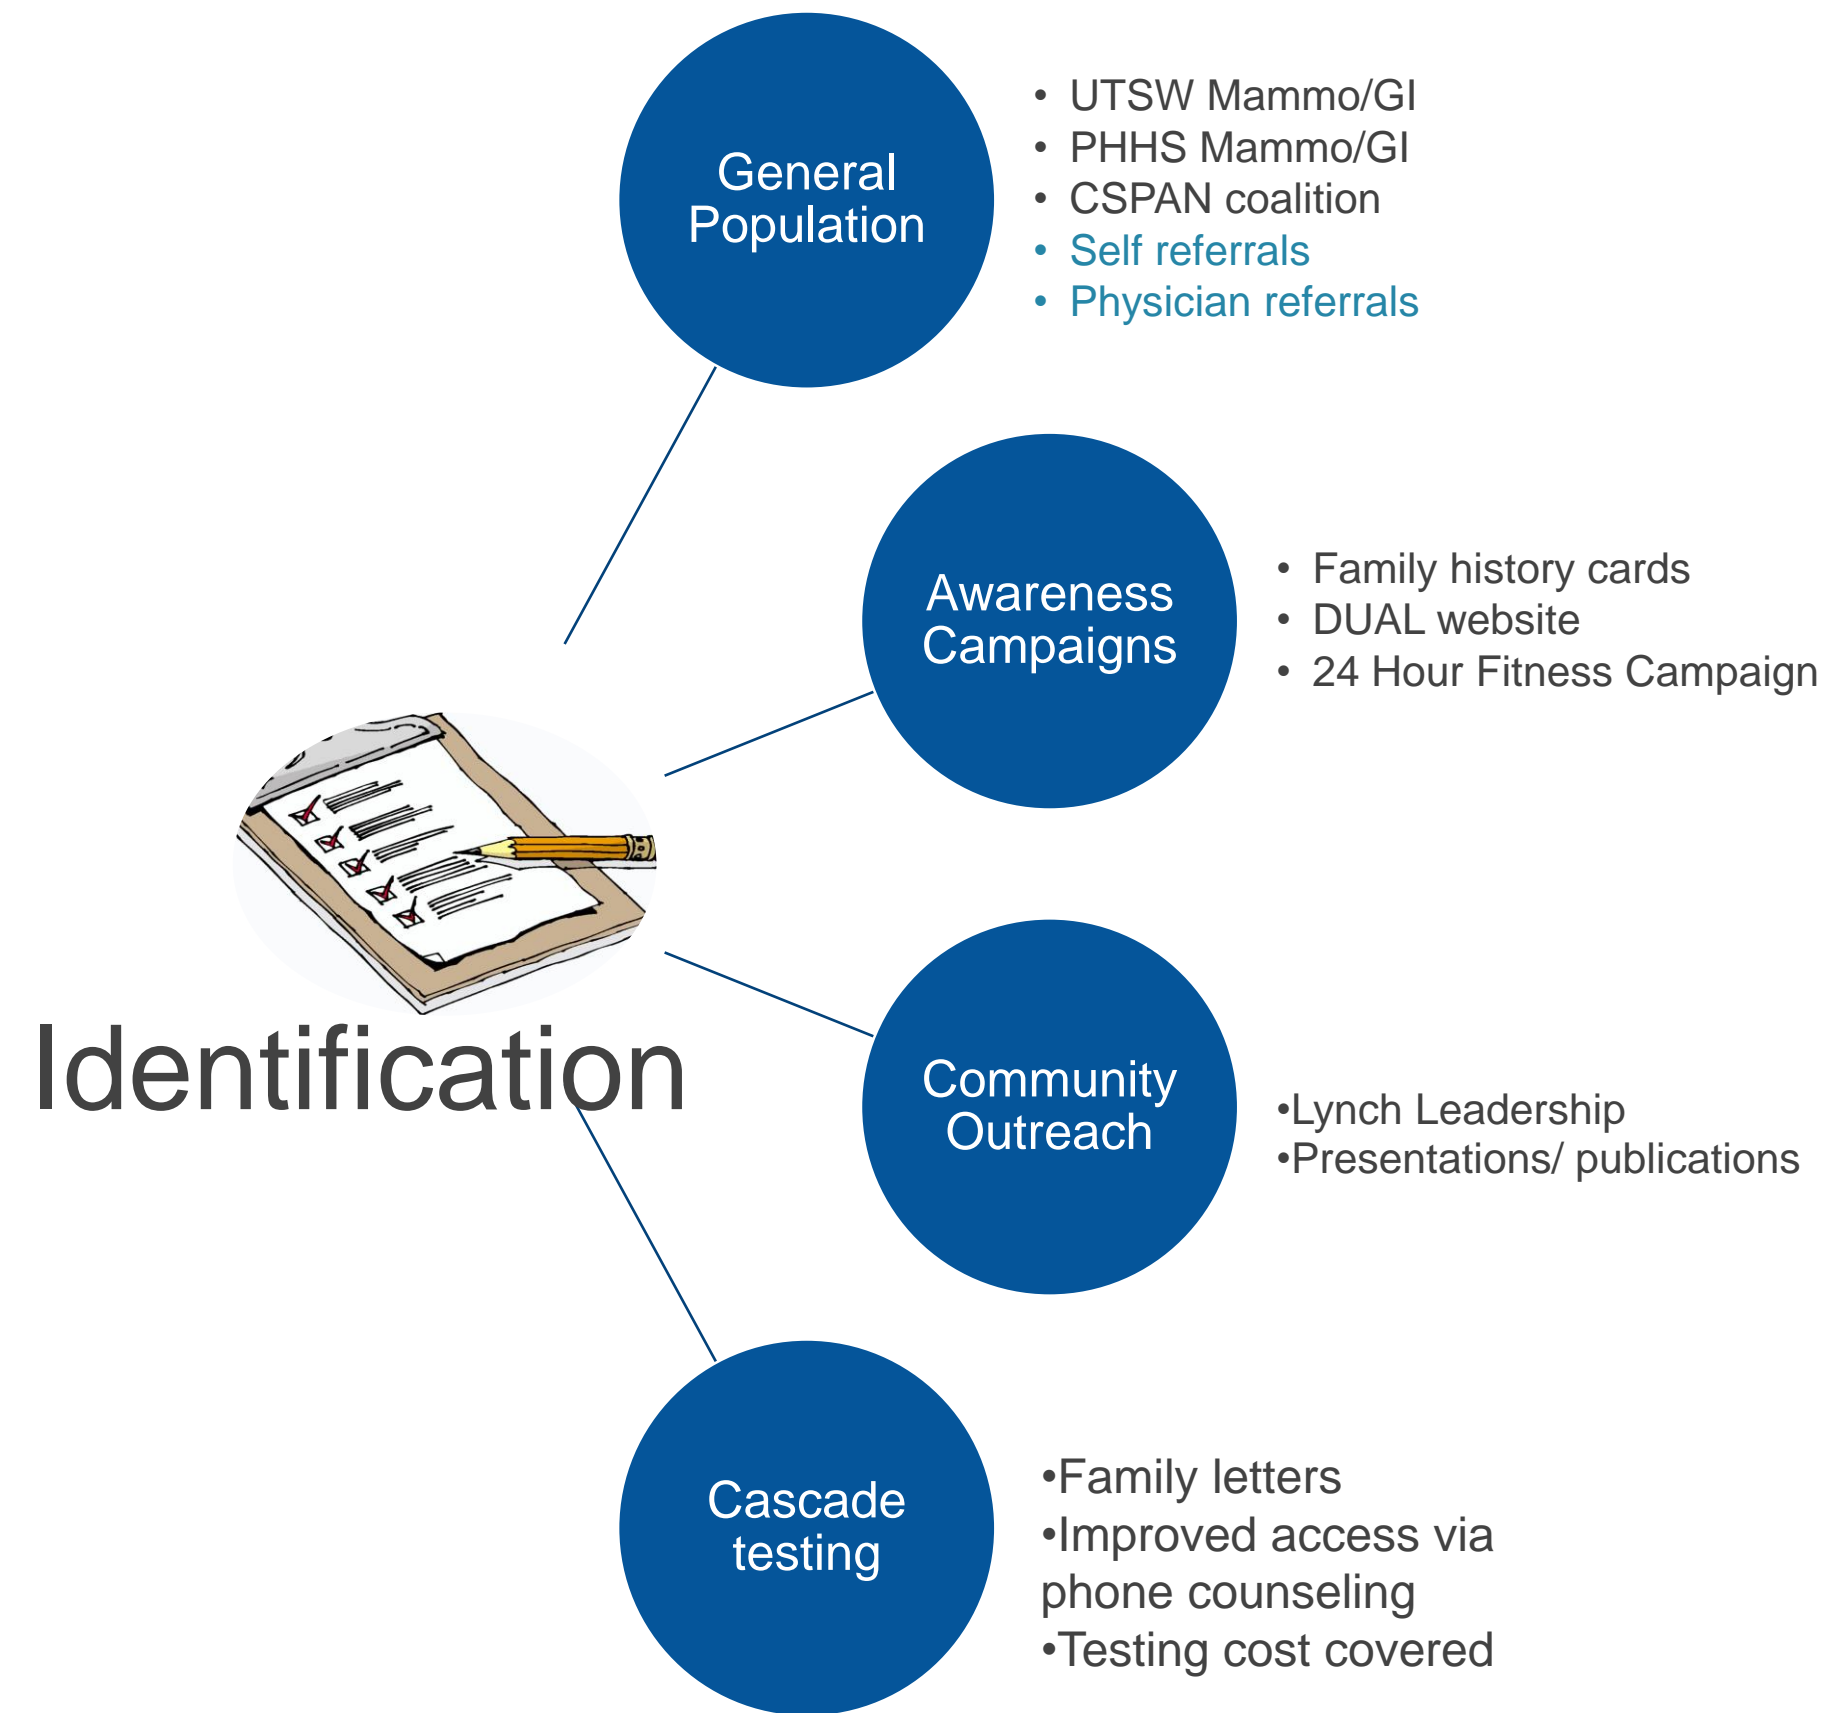 General
Population
• UTSW Mammo/GI
• PHHS Mammo/GI
• CSPAN coalition
• Self referrals
• Physician referrals
Awareness
Campaigns
• Family history cards
• DUAL website
• 24 Hour Fitness Campaign
Identification
Community
Outreach
•Lynch Leadership
•Presentations/ publications
Cascade
testing
•Family letters
•Improved access via
phone counseling
•Testing cost covered